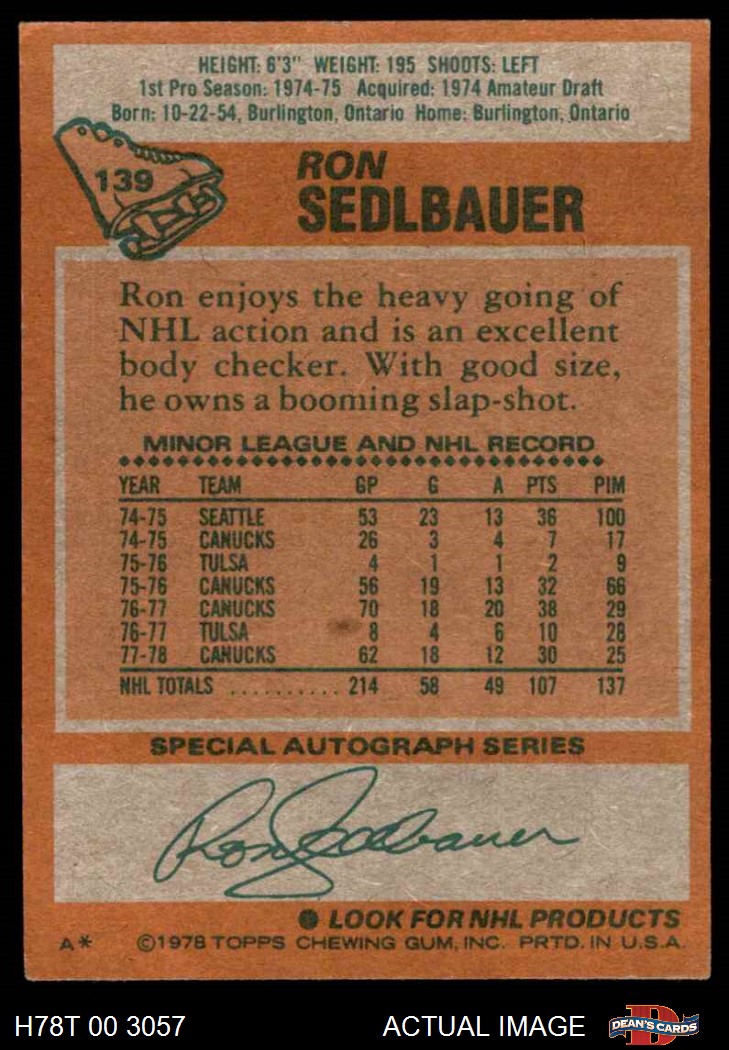 HEIGHT: 6'3" WEIGHT: 195 SHOOTS: LEFT
1st Pro Season: 1974-75 Acquired: 1974 Amateur Draft
Born: 10-22-54, Burlington, Ontario Home: Burlington, Ontario
139
RON
SEDLBAUER
Ron enjoys the heavy going of
NHL action and is an excellent
body checker. With good size,
he owns a booming slap-shot.
MINOR LEAGUE AND NHL RECORD
YEAR TEAM GP G A PTS PIM
74-75 SEATTLE 53 23 13 36 100
74-75 CANUCKS 26 3 4 7 17
75-76 TULSA 4 1 1 2 9
75-76 CANUCKS 56 19 13 32 66
76-77 CANUCKS 70 18 20 38 29
76-77 TULSA 8 4 6 10 28
77-78 CANUCKS 62 18 12 30 25
NHL TOTALS .......... 214 58 49 107 137
SPECIAL AUTOGRAPH SERIES
Ron Sedlbauer
● LOOK FOR NHL PRODUCTS
A* ©1978 TOPPS CHEWING GUM, INC. PRTD. IN U.S.A.
H78T 00 3057 ACTUAL IMAGE DEAN'S CARDS